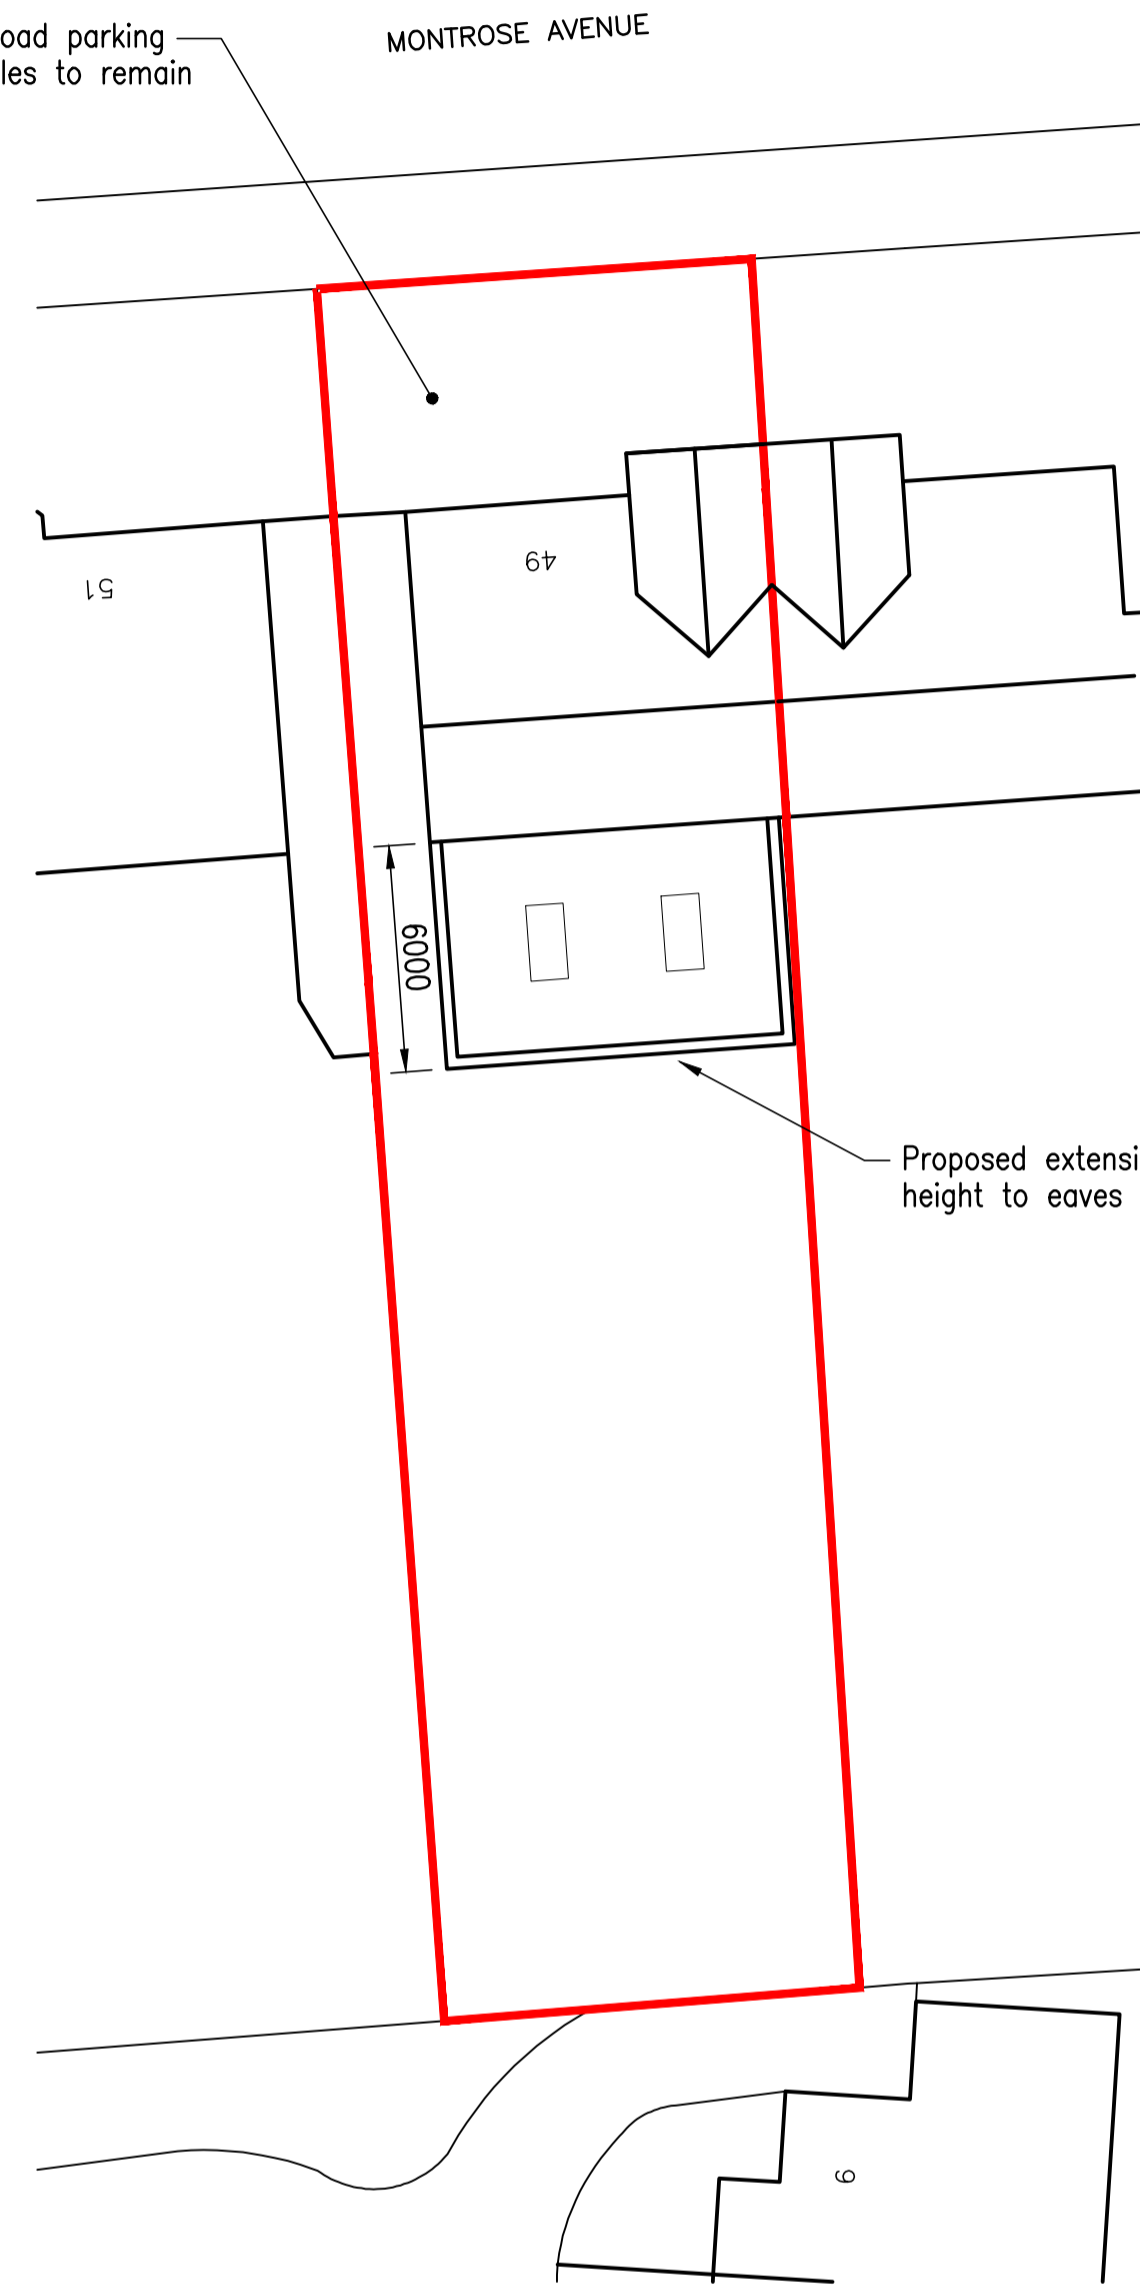 oad parking
les to remain
MONTROSE AVENUE
51
49
6000
Proposed extensi
height to eaves
9